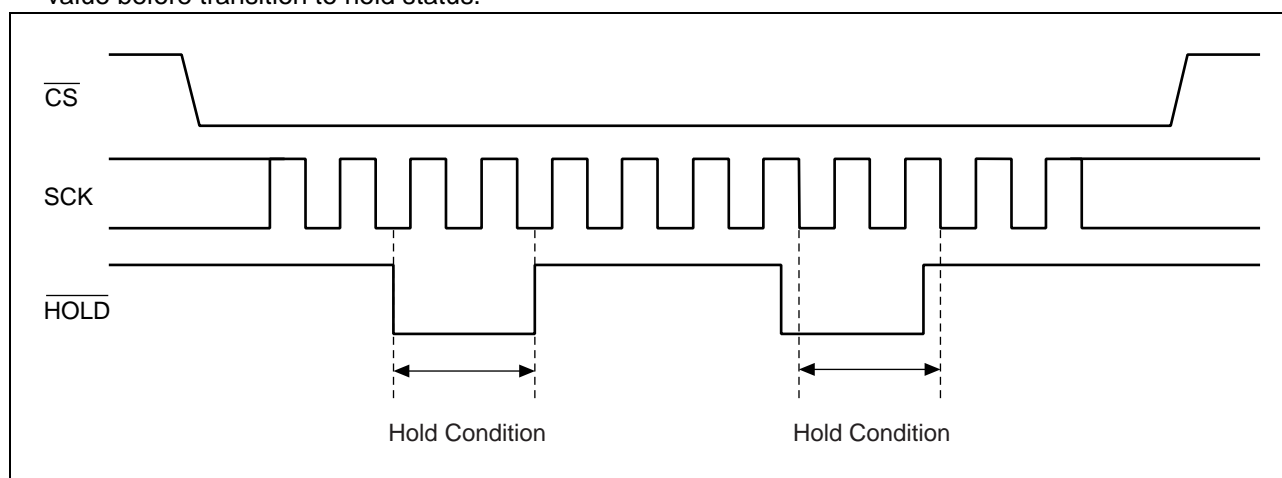 value before transition to hold status.
CS
SCK
HOLD
Hold Condition Hold Condition